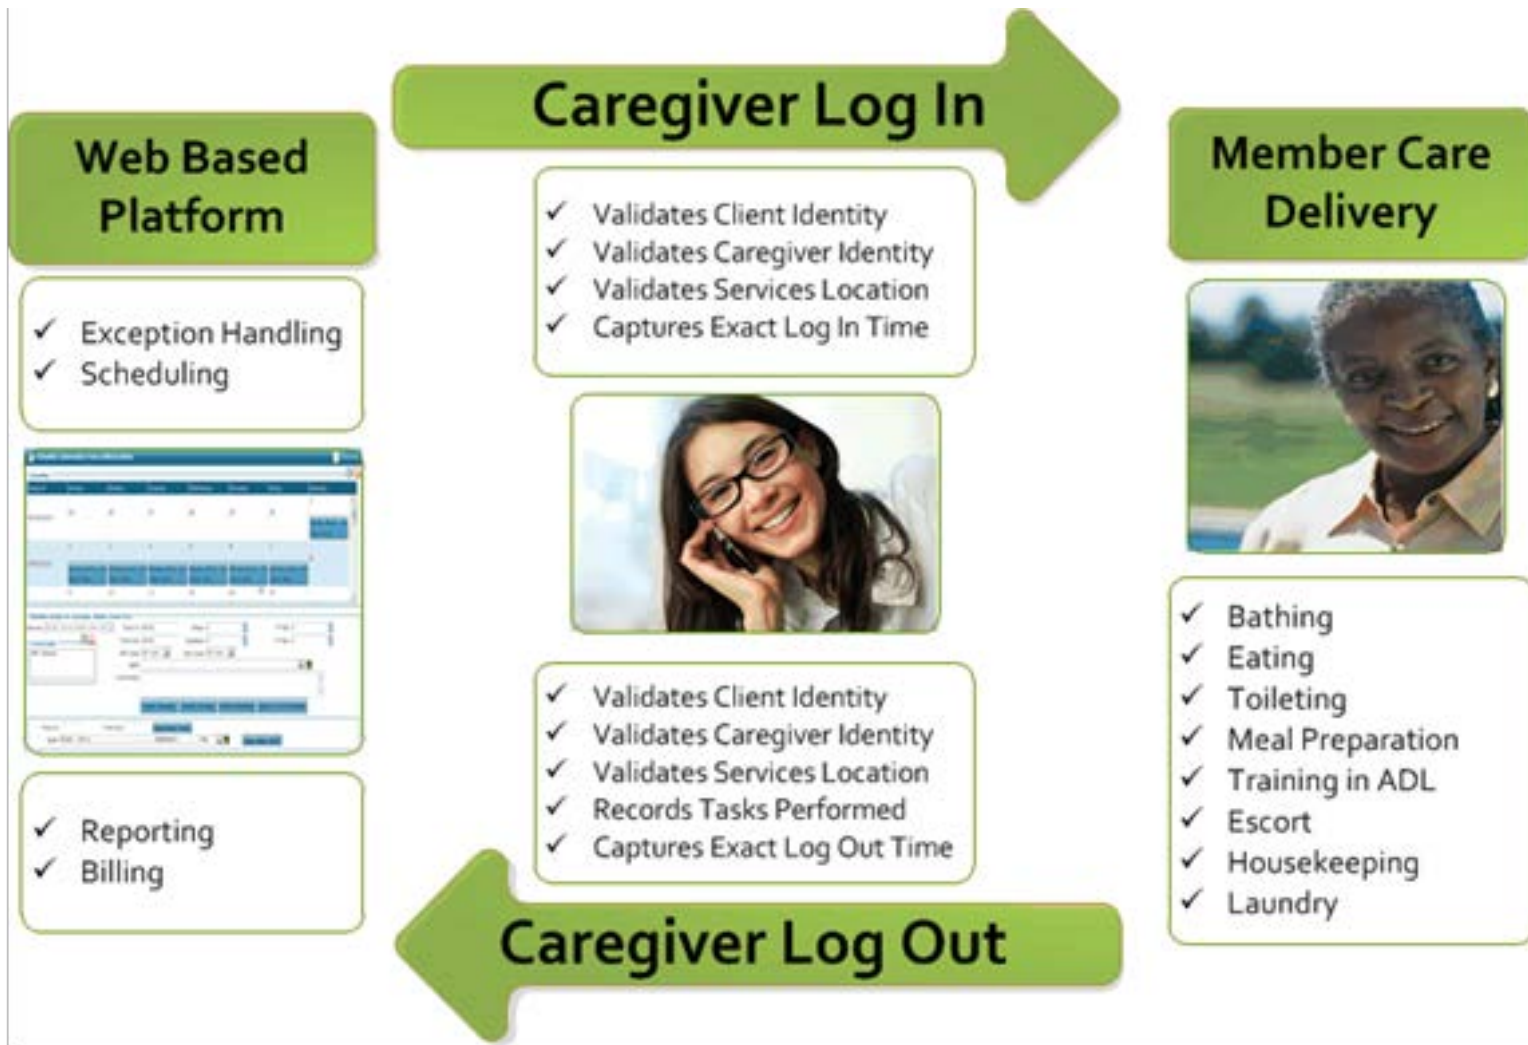 Caregiver Log In
Web Based
Platform
Exception Handling
Scheduling
Reporting
Billing
Validates Client Identity
Validates Caregiver Identity
Validates Services Location
Captures Exact Log In Time
Validates Client Identity
Validates Caregiver Identity
Validates Services Location
Records Tasks Performed
Captures Exact Log Out Time
Caregiver Log Out
Member Care
Delivery
Bathing
Eating
Toileting
Meal Preparation
Training in ADL
Escort
Housekeeping
Laundry